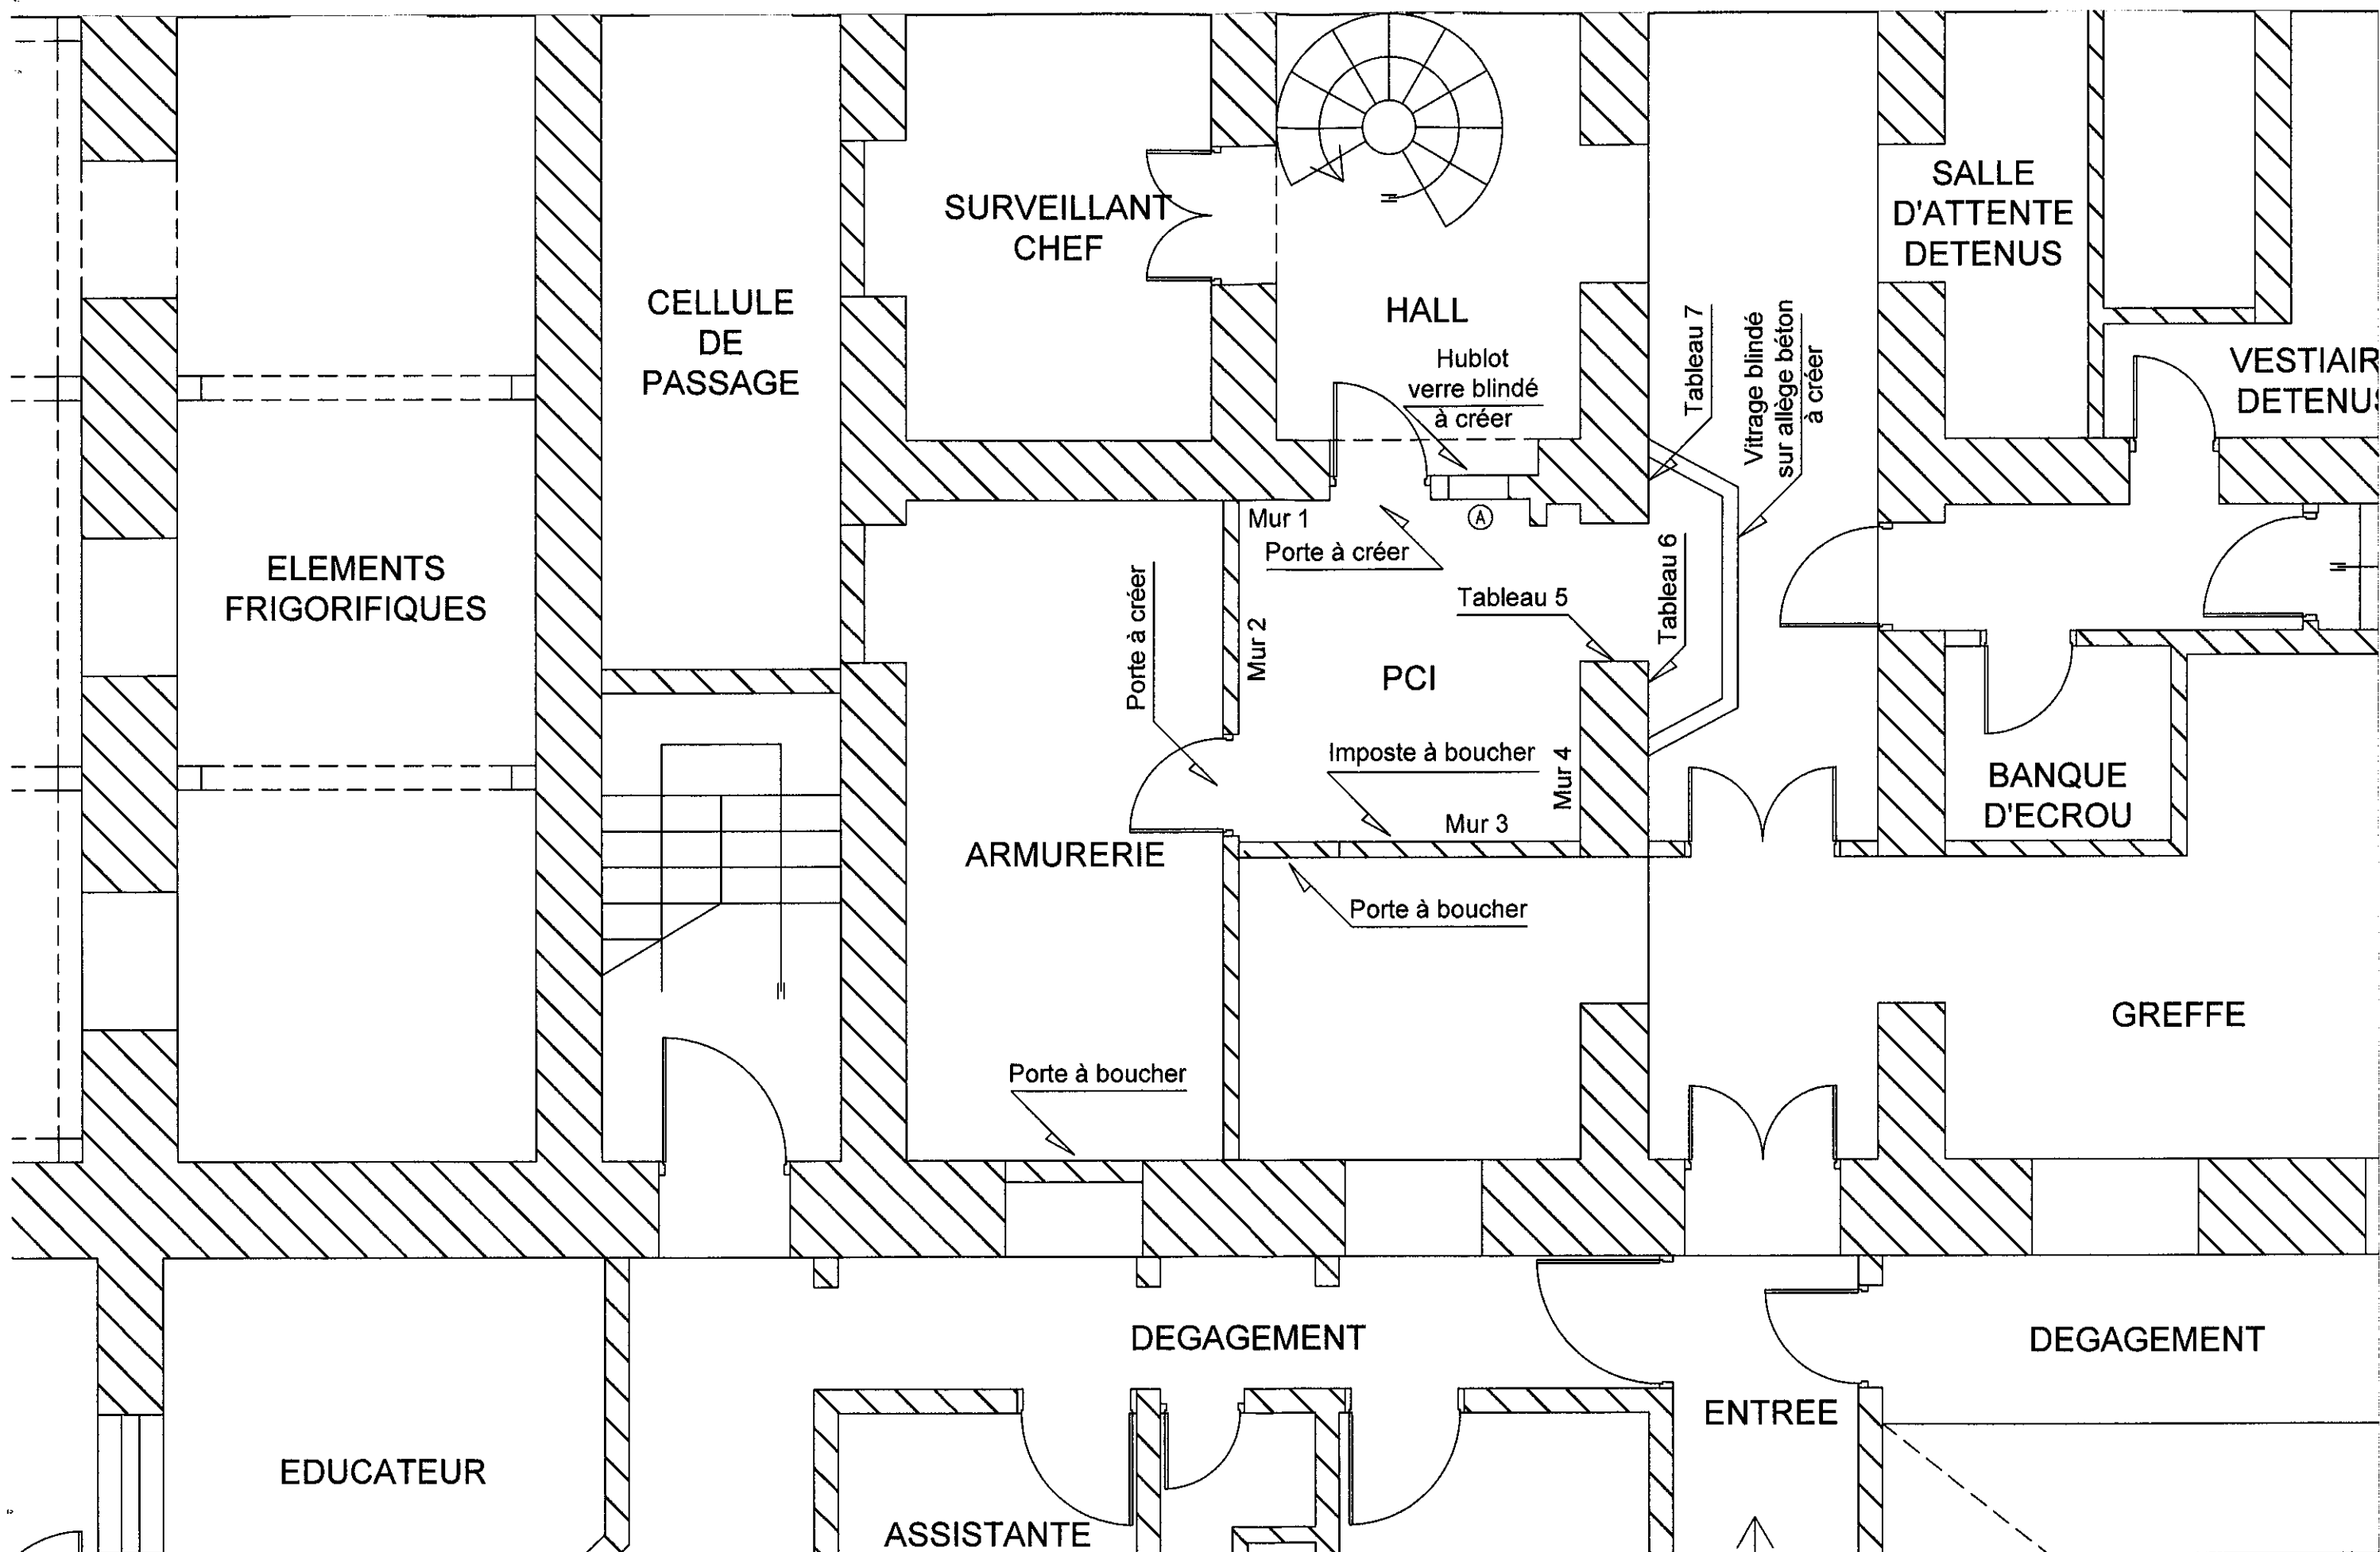 SURVEILLANT
CHEF
SALLE
D'ATTENTE
DETENUS
CELLULE
DE
PASSAGE
HALL
Hublot
verre blindé
à créer
Tableau 7
Vitrage blindé
sur allège béton
à créer
VESTIAIR
DETENUS
Mur 1
A
Porte à créer
ELEMENTS
FRIGORIFIQUES
Porte à créer
Mur 2
Tableau 5
Tableau 6
PCI
Imposte à boucher
Mur 4
Mur 3
BANQUE
D'ECROU
ARMURERIE
Porte à boucher
GREFFE
Porte à boucher
DEGAGEMENT
DEGAGEMENT
ENTREE
EDUCATEUR
ASSISTANTE